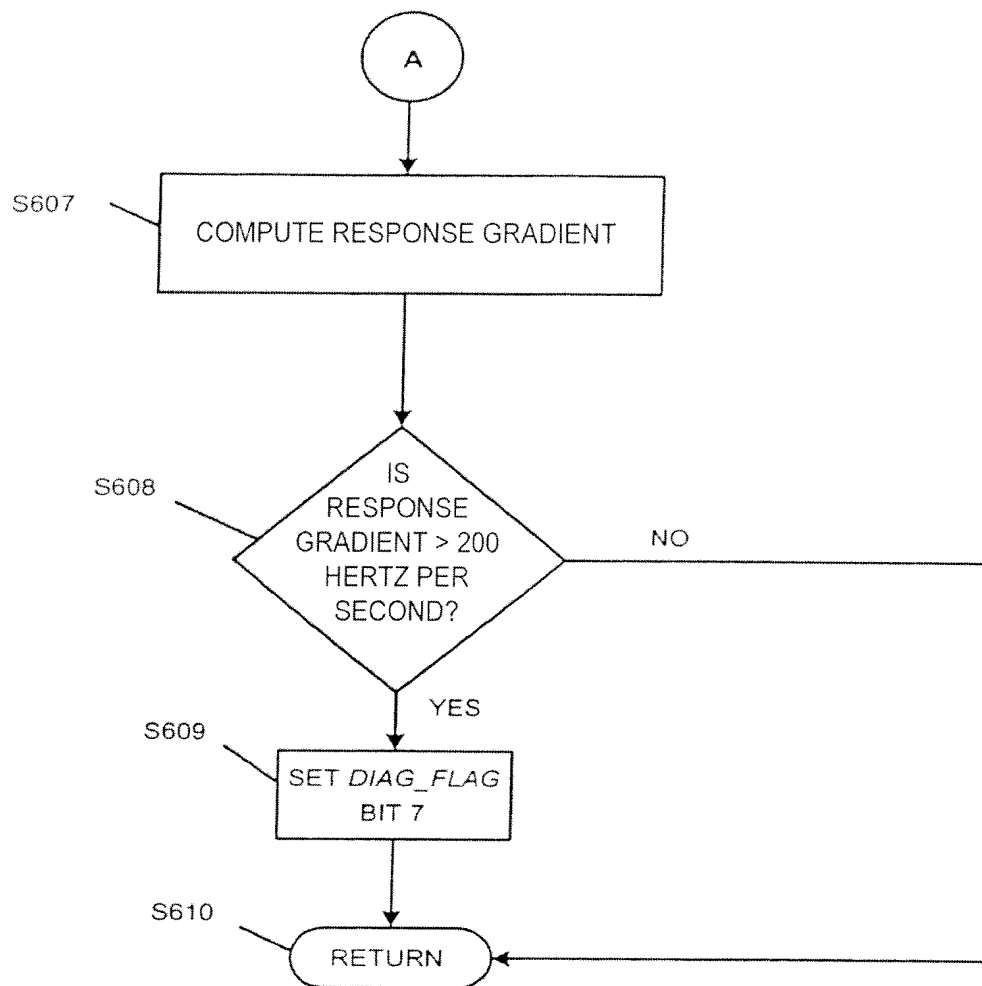 A
S607
COMPUTE RESPONSE GRADIENT
S608
IS
RESPONSE
GRADIENT > 200
HERTZ PER
SECOND?
NO
YES
S609
SET DIAG_FLAG
BIT 7
S610
RETURN